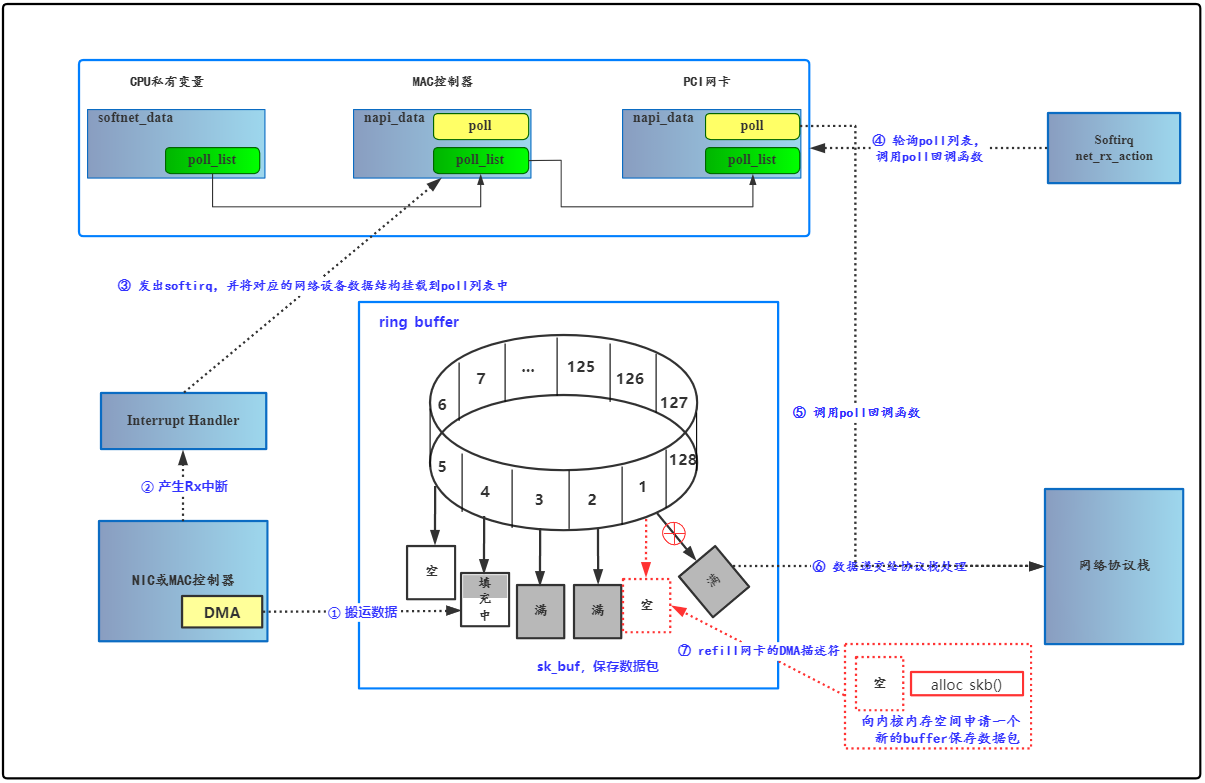 CPU私有变量
MAC控制器
PCI网卡
softnet_data
poll_list
napi_data
poll
poll_list
napi_data
poll
poll_list
④ 轮询poll列表,
调用poll回调函数
Softirq
net_rx_action
③ 发出softirq, 并将对应的网络设备数据结构挂载到poll列表中
ring buffer
7
...
125
126
6
127
5
4
3
2
1
128
Interrupt Handler
② 产生Rx中断
⑤ 调用poll回调函数
NIC或MAC控制器
DMA
① 搬运数据
空
填
充
中
满
满
空
满
⑥ 数据递交给协议栈处理
网络协议栈
sk_buf, 保存数据包
⑦ refill网卡的DMA描述符
空
alloc skb()
向内核内存空间申请一个
新的buffer保存数据包